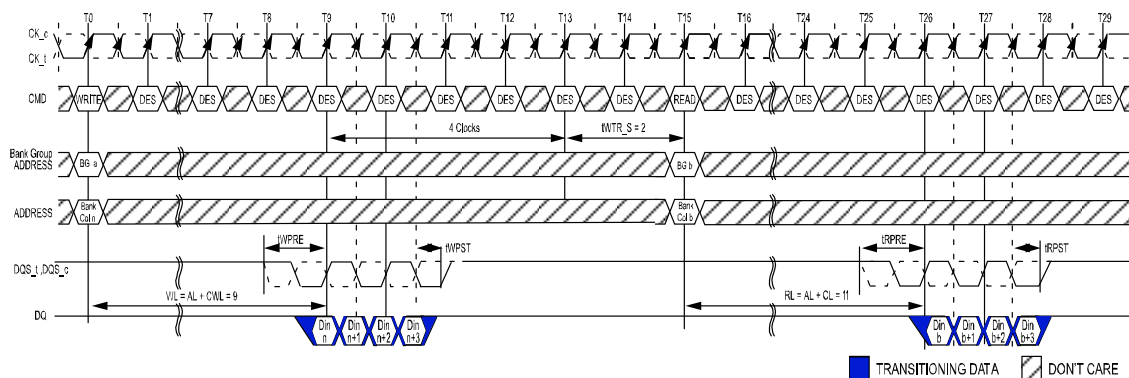 T0 T1 T7 T8 T9 T10 T11 T12 T13 T14 T15 T16 T24 T25 T26 T27 T28 T29
CK_c
CK_t
CMD WRITE DES DES DES DES DES DES DES DES DES READ DES DES DES DES DES DES DES
4 Clocks tWTR_S = 2
Bank Group
ADDRESS BG a BG b
ADDRESS Bank
Col n Bank
Col b
tWPRE tWPST tRPRE tRPST
DQS_t ,DQS_c
WL = AL + CWL = 9 RL = AL + CL = 11
DQ Din
n Din
n+1 Din
n+2 Din
n+3 Din
b Din
b+1 Din
b+2 Din
b+3
TRANSITIONING DATA DON'T CARE